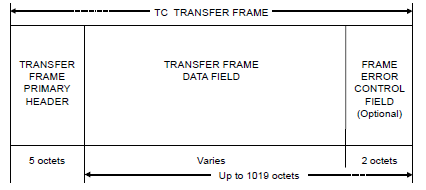 TC TRANSFER FRAME
TRANSFER
FRAME
PRIMARY
HEADER
TRANSFER FRAME
DATA FIELD
FRAME
ERROR
CONTROL
FIELD
(Optional)
5 octets
Varies
2 octets
Up to 1019 octets